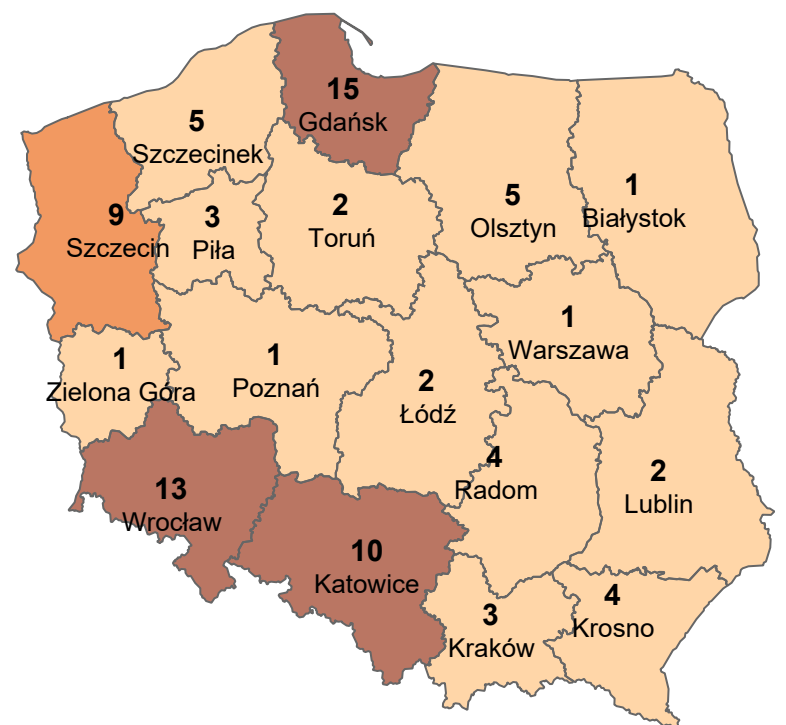 15
Gdańsk
5
Szczecinek
9
Szczecin
3
Piła
2
Toruń
5
Olsztyn
1
Białystok
1
Zielona Góra
1
Poznań
2
Łódź
1
Warszawa
13
Wrocław
10
Katowice
4
Radom
2
Lublin
3
Kraków
4
Krosno